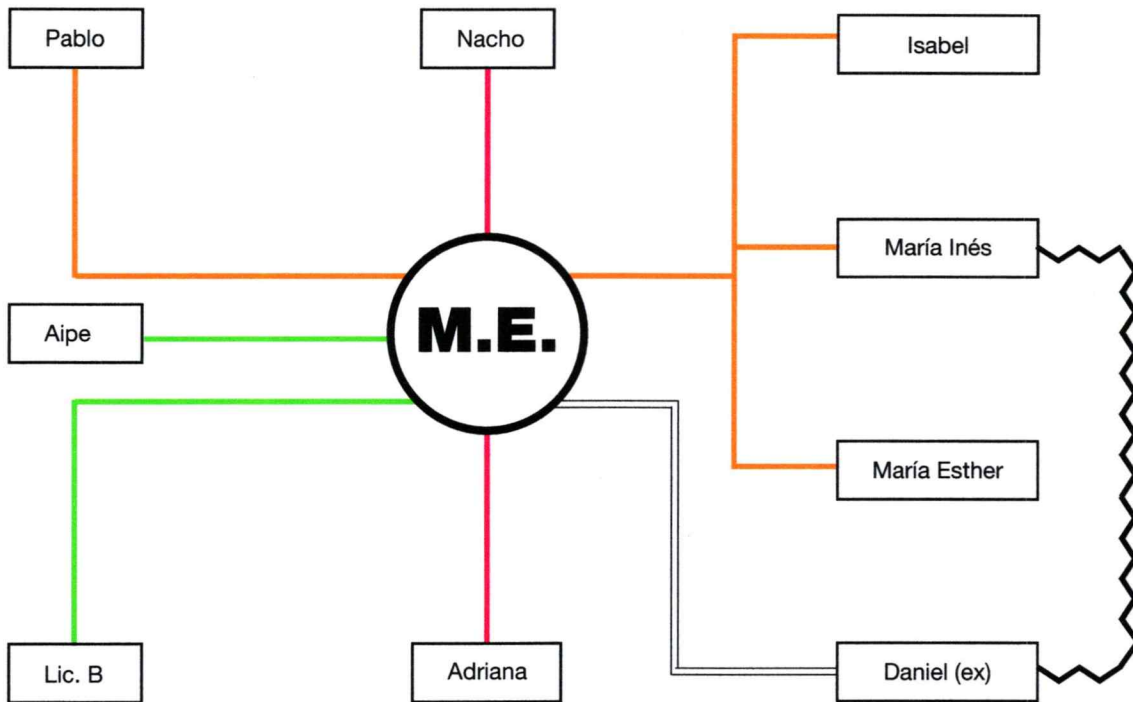 Pablo
Nacho
Isabel
María Inés
Aipe
M.E.
María Esther
Lic. B
Adriana
Daniel (ex)